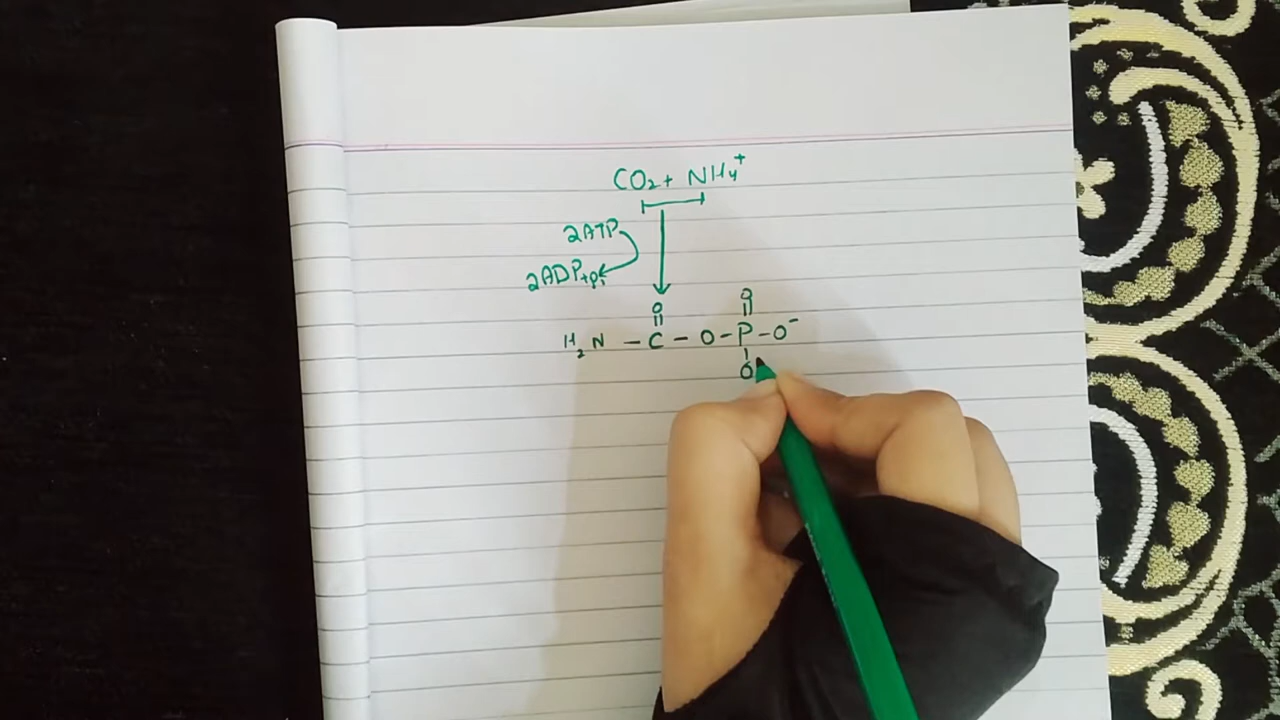 CO2 + NH4+
2ATP
2ADP+Pi
O O
|| ||
H2N – C – O – P – O-
|
O